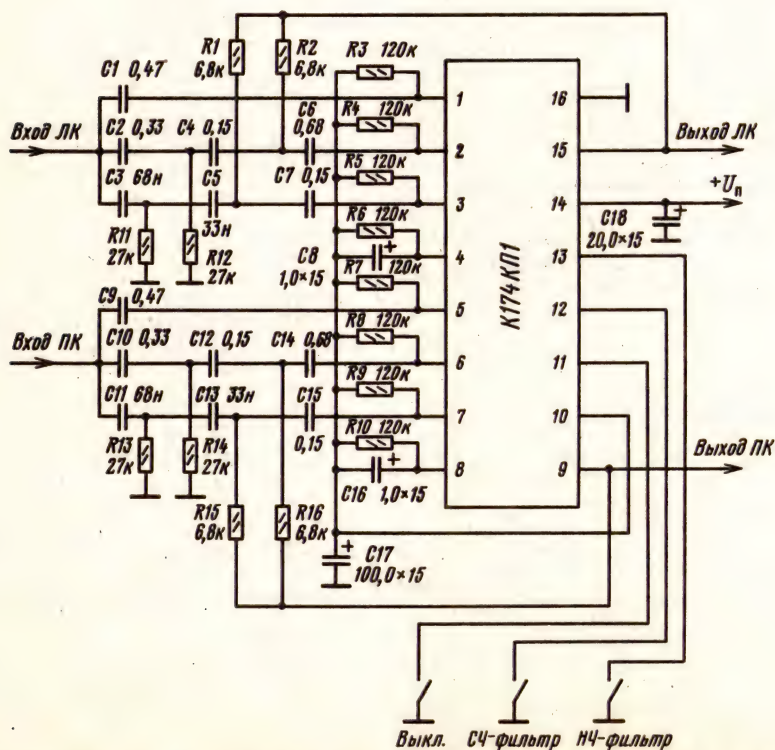 R1
6,8к
R2
6,8к
R3 120к
C1 0,47
C2 0,33
C4 0,15
C6
0,68
R4 120к
Вход ЛК
C3 68н
C5
33н
C7 0,15
R5 120к
R11
27к
R12
27к
R6 120к
C8
1,0×15
R7 120к
C9 0,47
Вход ПК
C10 0,33
C12 0,15
C14 0,68
R8 120к
C11 68н
C13 33н
C15
0,15
R9 120к
R13
27к
R14
27к
R10 120к
C16 1,0×15
R15
6,8к
R16
6,8к
C17
100,0×15
1
2
3
4
5
6
7
8
К174КП1
16
15
14
13
12
11
10
9
Выход ЛК
+Uп
C18
20,0×15
Выход ПК
Выкл.
СЧ-фильтр
НЧ-фильтр
+
+
+
+